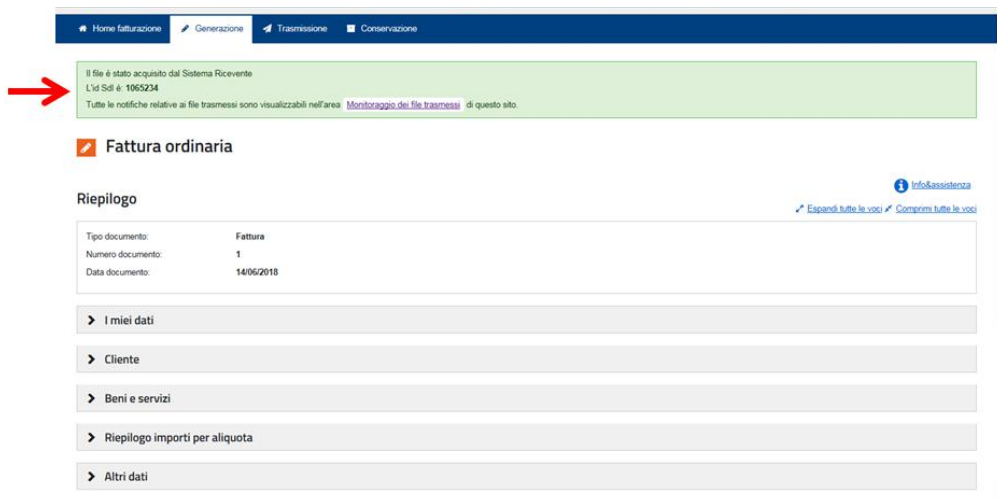 Home fatturazione Generazione Trasmissione Conservazione
Il file è stato acquisito dal Sistema Ricevente
L'id SdI è: 1065234
Tutte le notifiche relative ai file trasmessi sono visualizzabili nell'area Monitoraggio dei file trasmessi di questo sito.
Fattura ordinaria
Info&assistenza
Riepilogo
Espandi tutte le voci Comprimi tutte le voci
Tipo documento: Fattura
Numero documento: 1
Data documento: 14/06/2018
I miei dati
Cliente
Beni e servizi
Riepilogo importi per aliquota
Altri dati